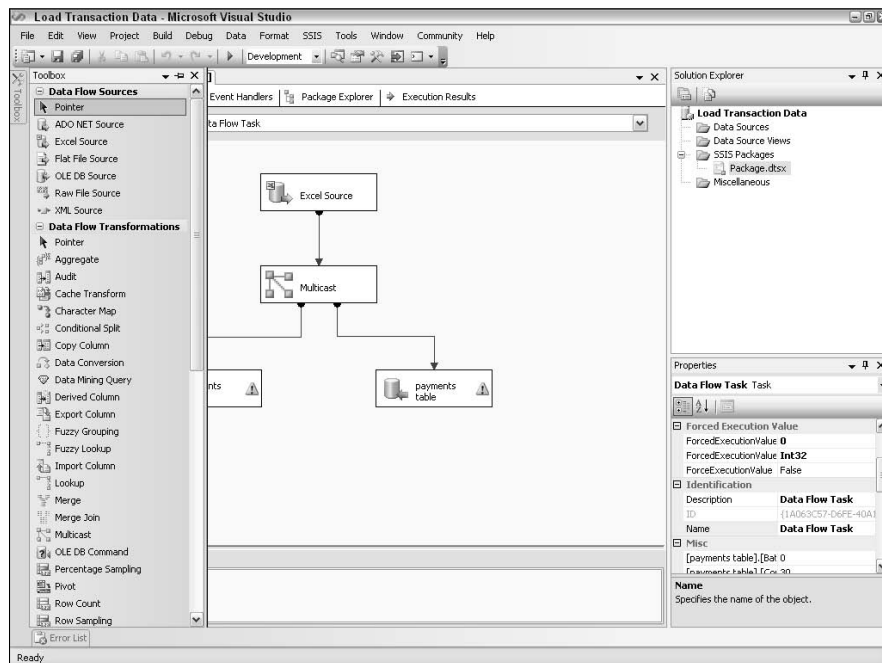 Load Transaction Data - Microsoft Visual Studio
File Edit View Project Build Debug Data Format SSIS Tools Window Community Help
Development
Toolbox
Toolbox
Data Flow Sources
Pointer
ADO NET Source
Excel Source
Flat File Source
OLE DB Source
Raw File Source
XML Source
Data Flow Transformations
Pointer
Aggregate
Audit
Cache Transform
Character Map
Conditional Split
Copy Column
Data Conversion
Data Mining Query
Derived Column
Export Column
Fuzzy Grouping
Fuzzy Lookup
Import Column
Lookup
Merge
Merge Join
Multicast
OLE DB Command
Percentage Sampling
Pivot
Row Count
Row Sampling
Error List
Ready
Event Handlers Package Explorer Execution Results
ta Flow Task
Excel Source
Multicast
nts
payments
table
Solution Explorer
Load Transaction Data
Data Sources
Data Source Views
SSIS Packages
Package.dtsx
Miscellaneous
Properties
Data Flow Task Task
Forced Execution Value
ForcedExecutionValue 0
ForcedExecutionValue Int32
ForceExecutionValue False
Identification
Description Data Flow Task
ID {1A063C57-D6FE-40A1
Name Data Flow Task
Misc
[payments table].[Bat 0
[payments table].[Co 30
Name
Specifies the name of the object.